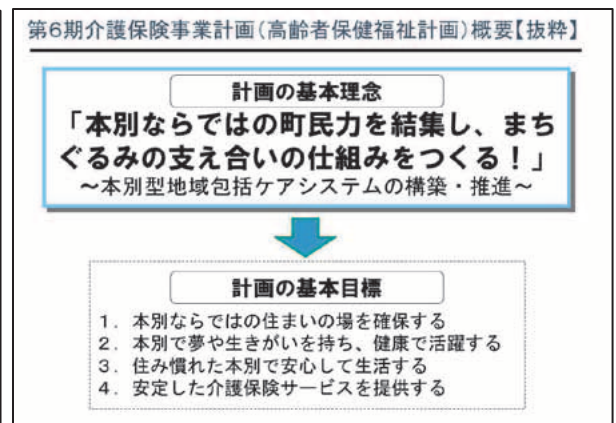 第6期介護保険事業計画(高齢者保健福祉計画)概要【抜粋】
計画の基本理念
「本別ならではの町民力を結集し、まち
ぐるみの支え合いの仕組みをつくる！」
～本別型地域包括ケアシステムの構築・推進～
計画の基本目標
1．本別ならではの住まいの場を確保する
2．本別で夢や生きがいを持ち、健康で活躍する
3．住み慣れた本別で安心して生活する
4．安定した介護保険サービスを提供する